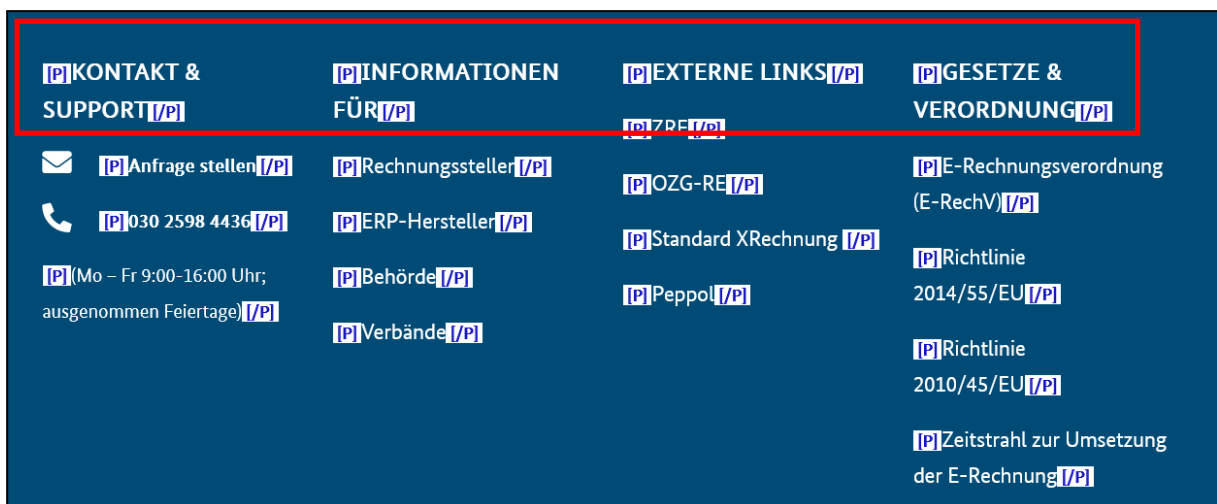 [P]KONTAKT &
SUPPORT[/P]
[P]Anfrage stellen[/P]
[P]030 2598 4436[/P]
[P](Mo – Fr 9:00-16:00 Uhr;
ausgenommen Feiertage)[/P]
[P]INFORMATIONEN
FÜR[/P]
[P]Rechnungssteller[/P]
[P]ERP-Hersteller[/P]
[P]Behörde[/P]
[P]Verbände[/P]
[P]EXTERNE LINKS[/P]
[P]ZRE[/P]
[P]OZG-RE[/P]
[P]Standard XRechnung [/P]
[P]Peppol[/P]
[P]GESETZE &
VERORDNUNG[/P]
[P]E-Rechnungsverordnung
(E-RechV)[/P]
[P]Richtlinie
2014/55/EU[/P]
[P]Richtlinie
2010/45/EU[/P]
[P]Zeitstrahl zur Umsetzung
der E-Rechnung[/P]